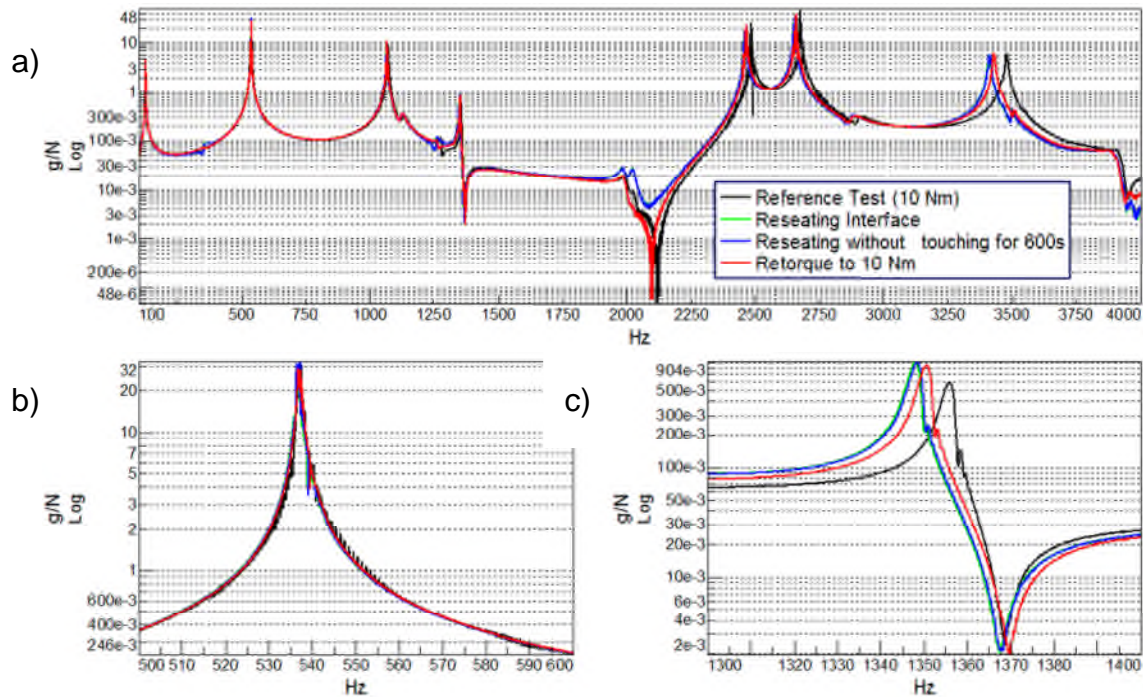 a)
48
10
3
1
300e-3
100e-3
30e-3
10e-3
3e-3
1e-3
200e-6
48e-6
g/N
Log
Reference Test (10 Nm)
Reseating Interface
Reseating without touching for 600s
Retorque to 10 Nm
100 500 750 1000 1250 1500 1750 2000 2250 2500 2750 3000 3250 3500 3750 4000
Hz
b)
32
20
10
7
5
3
2
1
600e-3
400e-3
246e-3
g/N
Log
500 510 520 530 540 550 560 570 580 590 600
Hz
c)
904e-3
500e-3
300e-3
200e-3
100e-3
50e-3
30e-3
20e-3
10e-3
6e-3
4e-3
2e-3
g/N
Log
1300 1320 1330 1340 1350 1360 1370 1380 1400
Hz